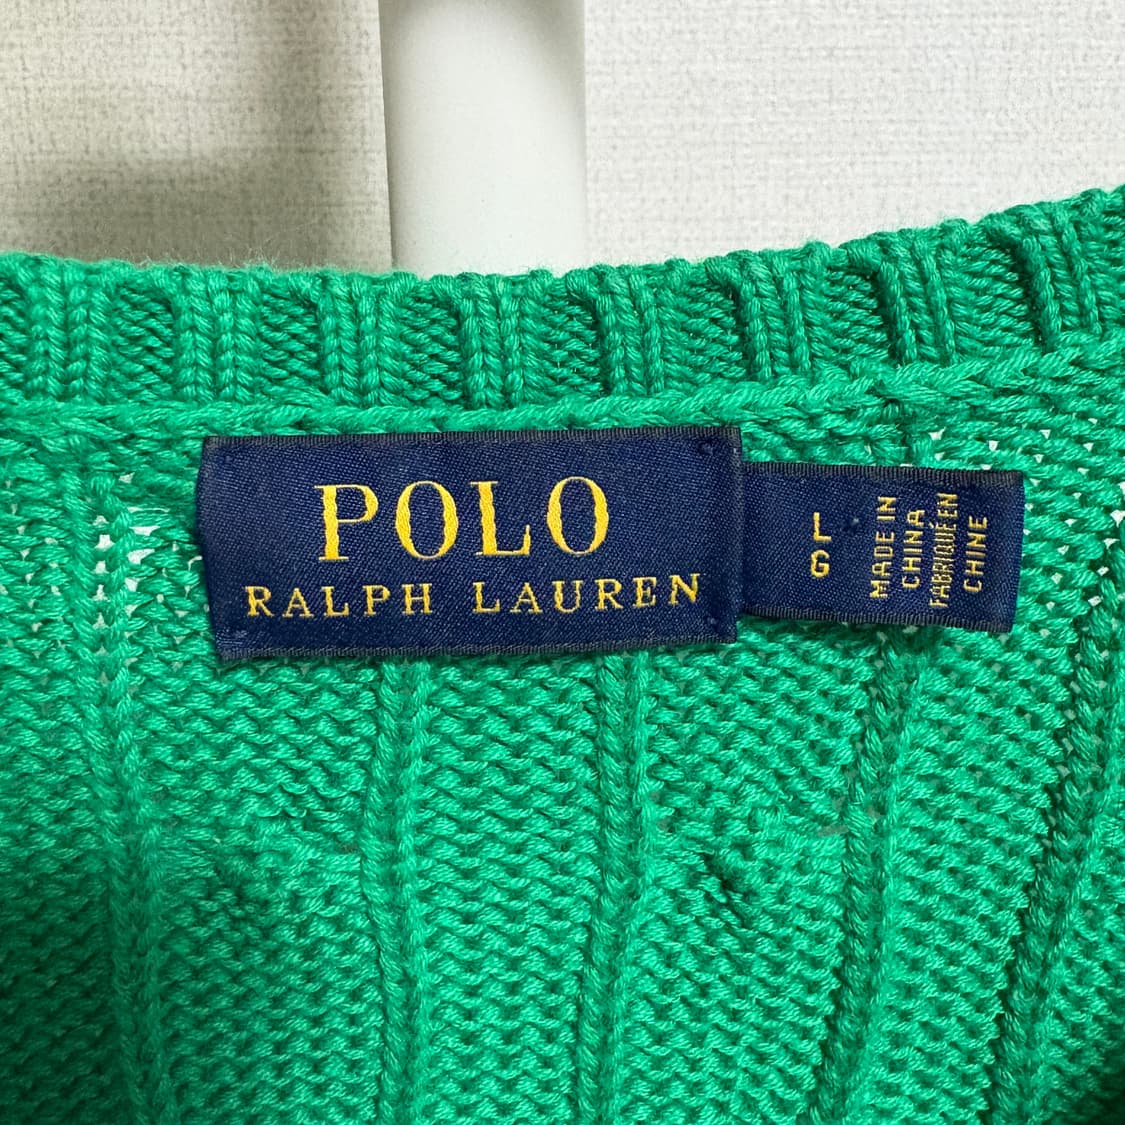 POLO
RALPH LAUREN
L
G
MADE IN
CHINA
FABRIQUÉ EN
CHINE